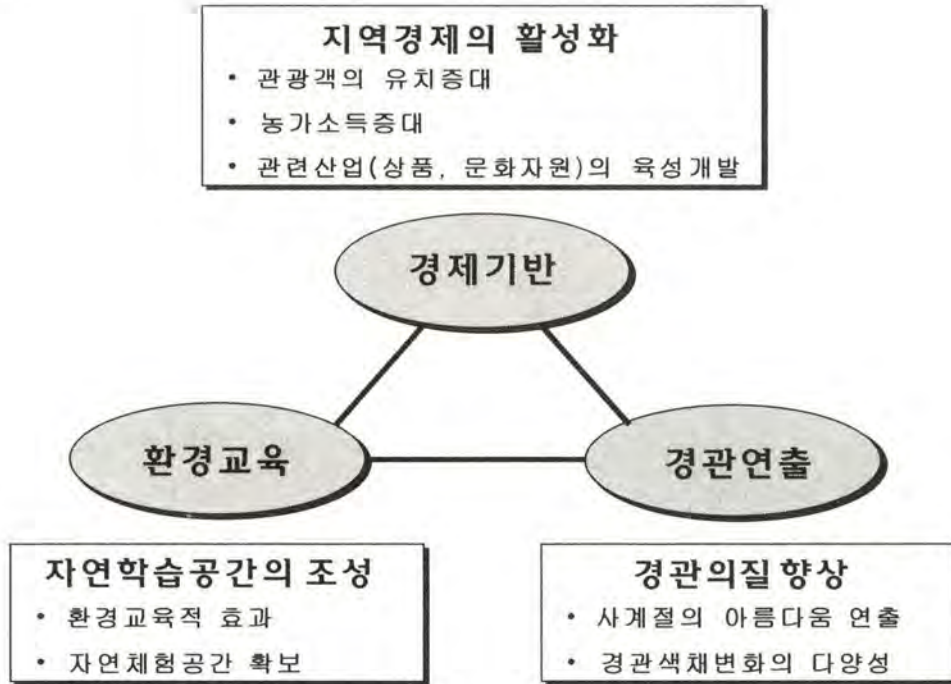 지역경제의 활성화
• 관광객의 유치증대
• 농가소득증대
• 관련산업(상품, 문화자원)의 육성개발
경제기반
환경교육
경관연출
자연학습공간의 조성
• 환경교육적 효과
• 자연체험공간 확보
경관의질 향상
• 사계절의 아름다움 연출
• 경관색채변화의 다양성